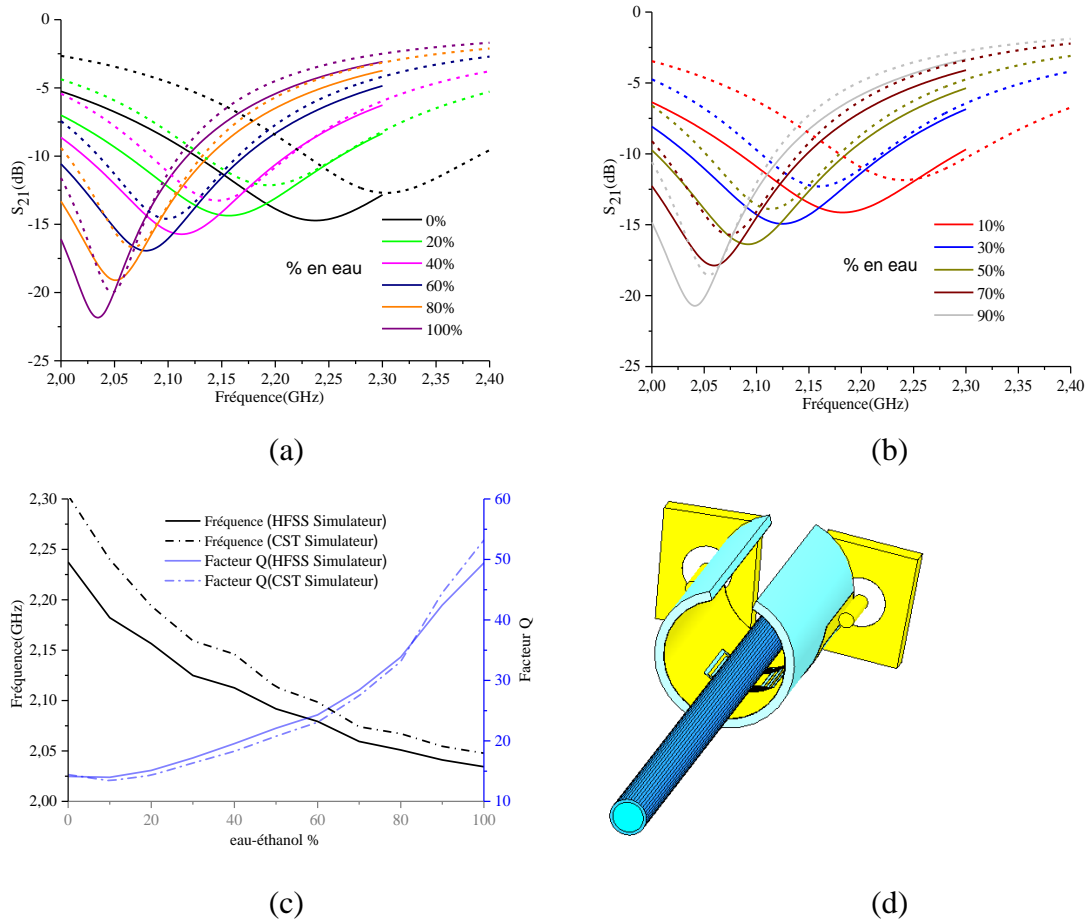 0
-5
-10
-15
-20
-25
S21(dB)
0%
20%
40%
60%
80%
100%
% en eau
2,00 2,05 2,10 2,15 2,20 2,25 2,30 2,35 2,40
Fréquence(GHz)
(a)
0
-5
-10
-15
-20
-25
S21(dB)
% en eau
10%
30%
50%
70%
90%
2,00 2,05 2,10 2,15 2,20 2,25 2,30 2,35 2,40
Fréquence(GHz)
(b)
2,30
2,25
2,20
2,15
2,10
2,05
2,00
Fréquence(GHz)
Fréquence (HFSS Simulateur)
Fréquence (CST Simulateur)
Facteur Q(HFSS Simulateur)
Facteur Q(CST Simulateur)
60
50
40
30
20
10
Facteur Q
0 20 40 60 80 100
eau-éthanol %
(c)
(d)